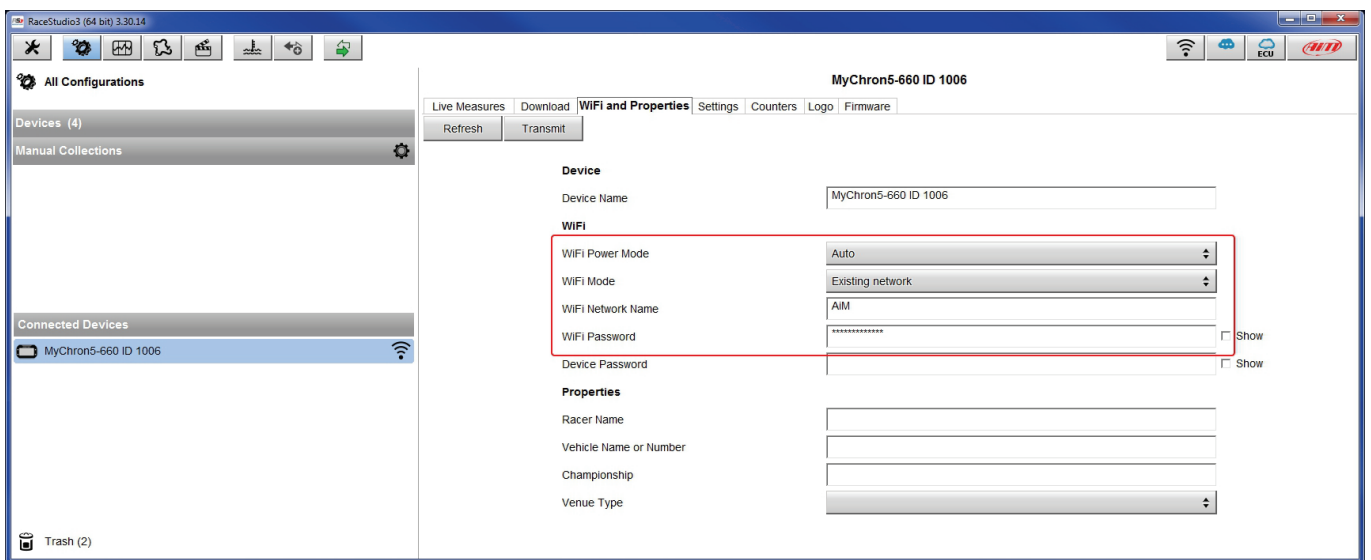 RaceStudio3 (64 bit) 3.30.14
ECU
AiM
All Configurations
MyChron5-660 ID 1006
Live Measures Download WiFi and Properties Settings Counters Logo Firmware
Devices (4)
Refresh Transmit
Manual Collections
Device
Device Name MyChron5-660 ID 1006
WiFi
WiFi Power Mode Auto
WiFi Mode Existing network
WiFi Network Name AiM
Connected Devices
WiFi Password ************* Show
MyChron5-660 ID 1006
Device Password Show
Properties
Racer Name
Vehicle Name or Number
Championship
Venue Type
Trash (2)